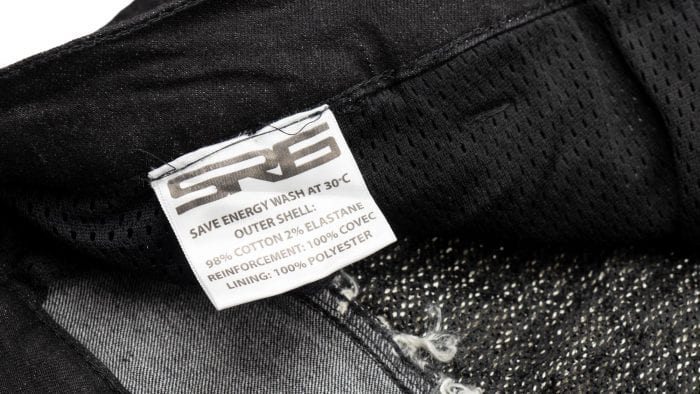 SR6
SAVE ENERGY WASH AT 30°C
OUTER SHELL:
98% COTTON 2% ELASTANE
REINFORCEMENT: 100% COVEC
LINING: 100% POLYESTER